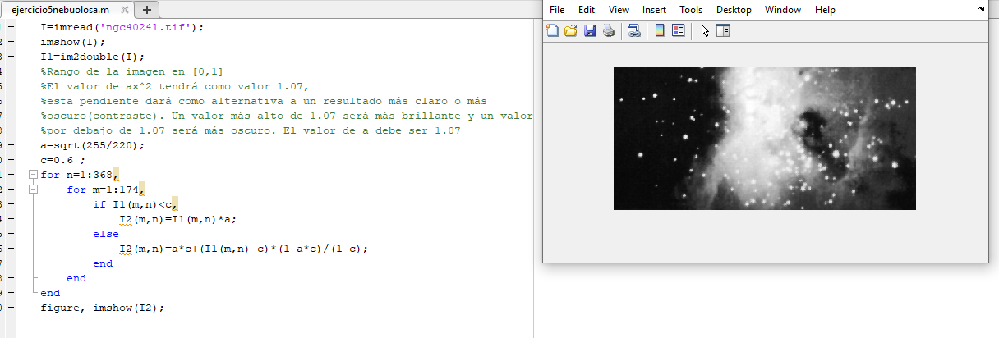 ejercicio5nebuolosa.m × +
I=imread('ngc4024l.tif');
imshow(I);
I1=im2double(I);
%Rango de la imagen en [0,1]
%El valor de ax^2 tendrá como valor 1.07,
%esta pendiente dará como alternativa a un resultado más claro o más
%oscuro(contraste). Un valor más alto de 1.07 será más brillante y un valor
%por debajo de 1.07 será más oscuro. El valor de a debe ser 1.07
a=sqrt(255/220);
c=0.6 ;
for n=1:368,
for m=1:174,
if I1(m,n)<c,
I2(m,n)=I1(m,n)*a;
else
I2(m,n)=a*c+(I1(m,n)-c)*(1-a*c)/(1-c);
end
end
end
figure, imshow(I2);
File Edit View Insert Tools Desktop Window Help